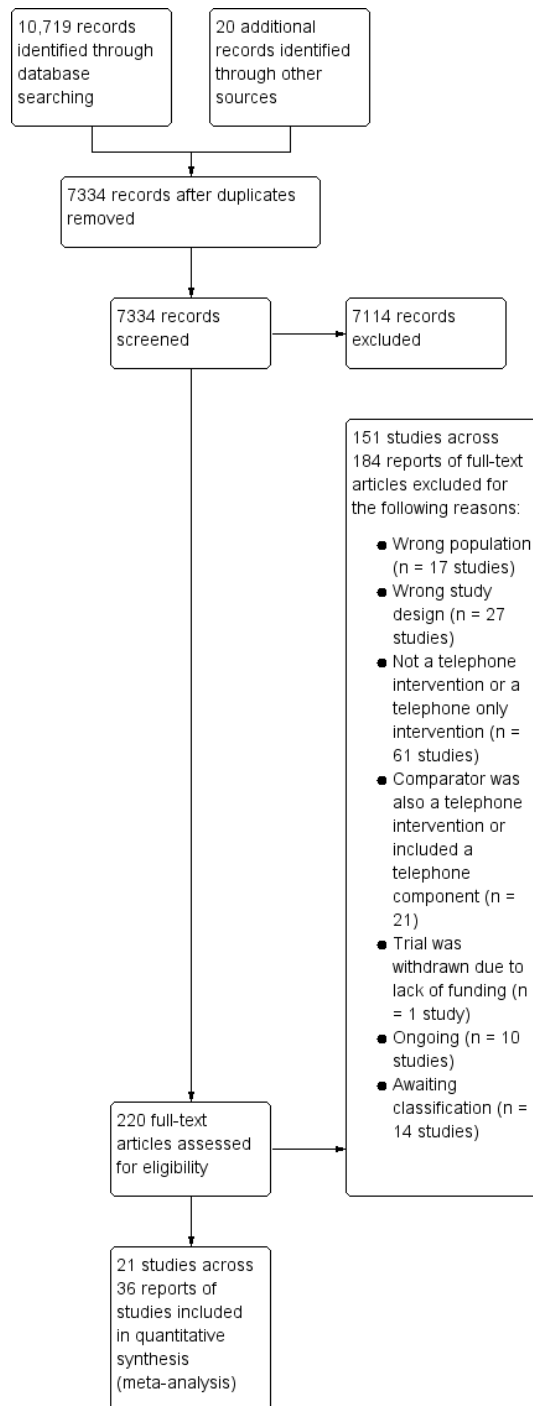 10,719 records
identified through
database
searching
20 additional
records identified
through other
sources
7334 records after duplicates
removed
7334 records
screened
7114 records
excluded
151 studies across
184 reports of full-text
articles excluded for
the following reasons:
● Wrong population
(n = 17 studies)
● Wrong study
design (n = 27
studies)
● Not a telephone
intervention or a
telephone only
intervention (n =
61 studies)
● Comparator was
also a telephone
intervention or
included a
telephone
component (n =
21)
● Trial was
withdrawn due to
lack of funding (n
= 1 study)
● Ongoing (n = 10
studies)
● Awaiting
classification (n =
14 studies)
220 full-text
articles assessed
for eligibility
21 studies across
36 reports of
studies included
in quantitative
synthesis
(meta-analysis)